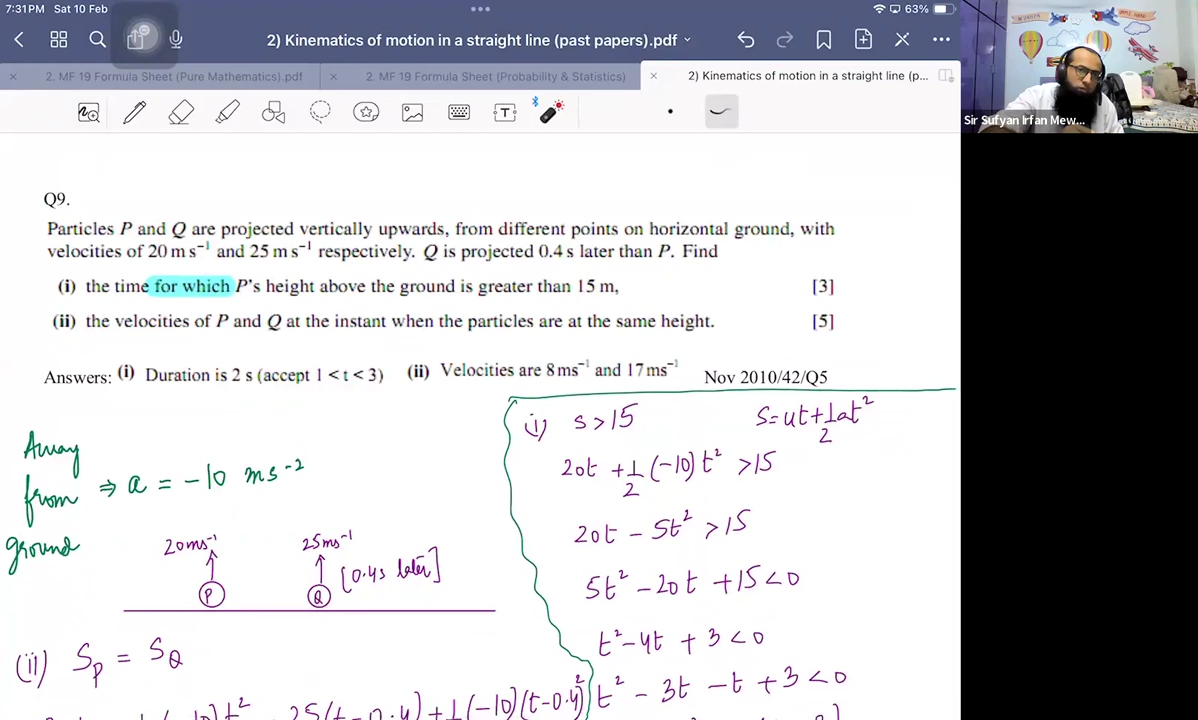 7:31PM Sat 10 Feb
63%
2) Kinematics of motion in a straight line (past papers).pdf
2. MF 19 Formula Sheet (Pure Mathematics).pdf
2. MF 19 Formula Sheet (Probability & Statistics)
2) Kinematics of motion in a straight line (p...
Sir Sufyan Irfan Mew...
Q9.
Particles P and Q are projected vertically upwards, from different points on horizontal ground, with
velocities of 20 m s⁻¹ and 25 m s⁻¹ respectively. Q is projected 0.4 s later than P. Find
(i) the time for which P's height above the ground is greater than 15 m, [3]
(ii) the velocities of P and Q at the instant when the particles are at the same height. [5]
Answers: (i) Duration is 2 s (accept 1 < t < 3) (ii) Velocities are 8 ms⁻¹ and 17 ms⁻¹ Nov 2010/42/Q5
Away
from ⇒ a = -10 ms⁻²
ground
20ms⁻¹ 25ms⁻¹
[0.4s later]
P Q
(ii) Sp = SQ
25(t-0.4) + 1(-10)(t-0.4)²
(i) s > 15 S = ut + 1/2 at²
20t + 1/2 (-10) t² > 15
20t - 5t² > 15
5t² - 20t + 15 < 0
t² - 4t + 3 < 0
t² - 3t - t + 3 < 0